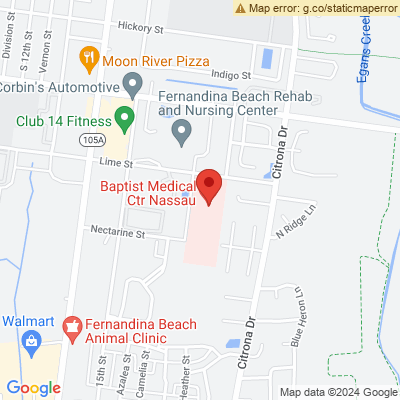 Map error: g.co/staticmaperror
Hickory St
Division St
S 12th St
Vernon St
Moon River Pizza
Indigo St
Egans Creek
Corbin's Automotive
Fernandina Beach Rehab
and Nursing Center
Club 14 Fitness
105A
Lime St
Citrona Dr
Baptist Medical
Ctr Nassau
N Ridge Ln
Nectarine St
Walmart
Fernandina Beach
Animal Clinic
Citrona Dr
Blue Heron Ln
15th St
Azalea St
Camelia St
Heather St
Google
Map data ©2024 Google